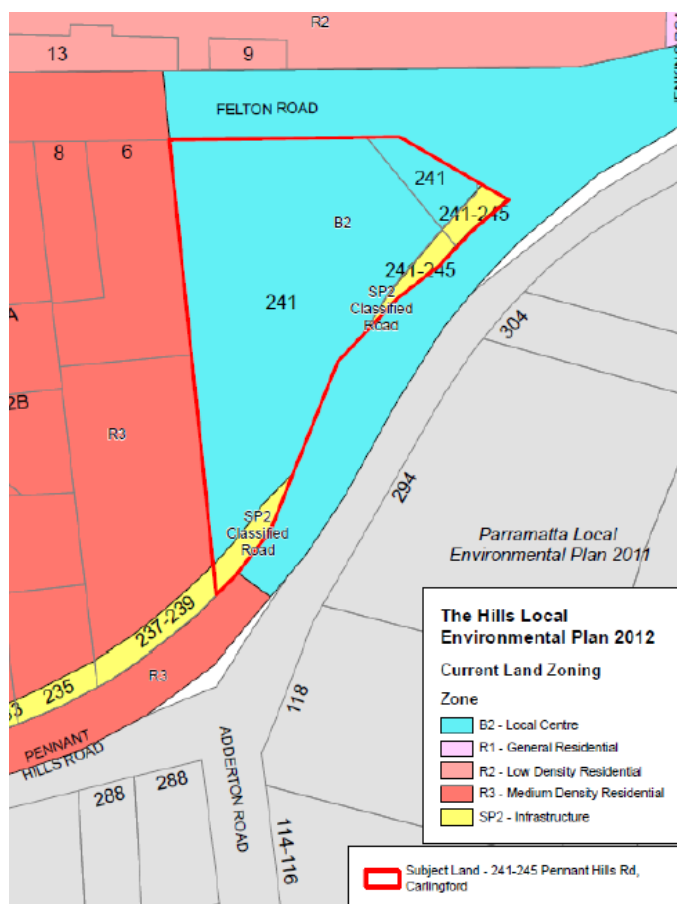 R2
13
9
FELTON ROAD
8
6
241
241-245
B2
241-245
241
SP2
Classified
Road
304
A
2B
R3
294
Parramatta Local
Environmental Plan 2011
SP2
Classified
Road
237-239
235
33
R3
118
PENNANT
HILLS ROAD
ADDERTON ROAD
288
288
114-116
The Hills Local
Environmental Plan 2012
Current Land Zoning
Zone
B2 - Local Centre
R1 - General Residential
R2 - Low Density Residential
R3 - Medium Density Residential
SP2 - Infrastructure
Subject Land - 241-245 Pennant Hills Rd,
Carlingford